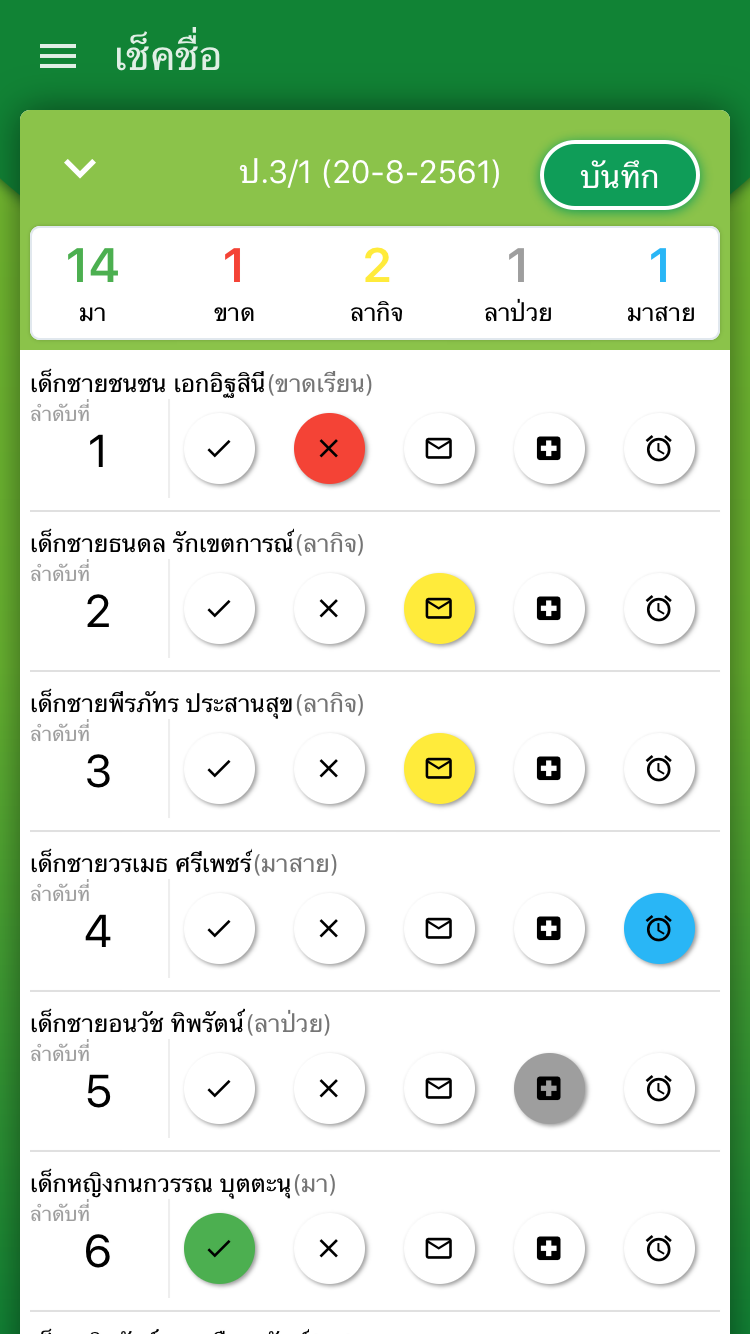 เช็คชื่อ
ป.3/1 (20-8-2561)
บันทึก
14 1 2 1 1
มา ขาด ลากิจ ลาป่วย มาสาย
เด็กชายชนชน เอกอิฐสินี(ขาดเรียน)
ลำดับที่
1
เด็กชายธนดล รักเขตการณ์(ลากิจ)
ลำดับที่
2
เด็กชายพีรภัทร ประสานสุข(ลากิจ)
ลำดับที่
3
เด็กชายวรเมธ ศรีเพชร์(มาสาย)
ลำดับที่
4
เด็กชายอนวัช ทิพรัตน์(ลาป่วย)
ลำดับที่
5
เด็กหญิงกนกวรรณ บุตตะนุ(มา)
ลำดับที่
6